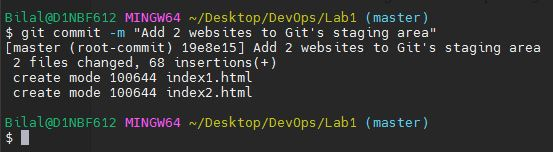 Bilal@D1NBF612 MINGW64 ~/Desktop/DevOps/Lab1 (master)
$ git commit -m "Add 2 websites to Git's staging area"
[master (root-commit) 19e8e15] Add 2 websites to Git's staging area
 2 files changed, 68 insertions(+)
 create mode 100644 index1.html
 create mode 100644 index2.html
Bilal@D1NBF612 MINGW64 ~/Desktop/DevOps/Lab1 (master)
$